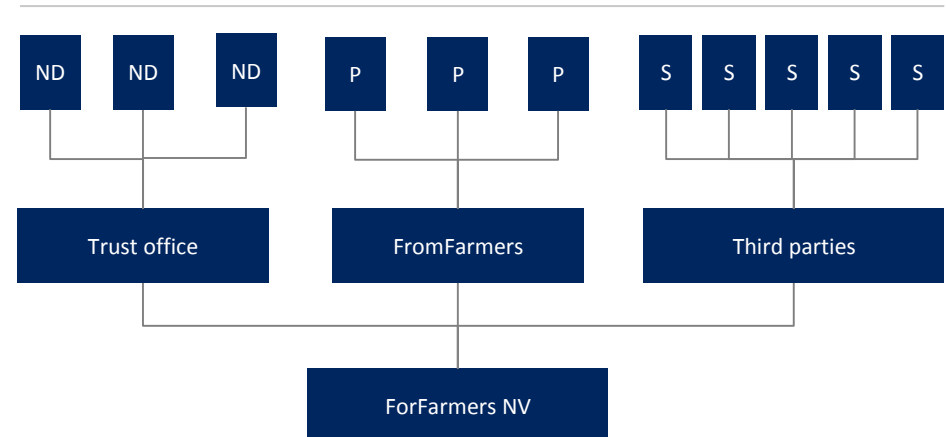 ND ND ND P P P S S S S S
Trust office FromFarmers Third parties
ForFarmers NV